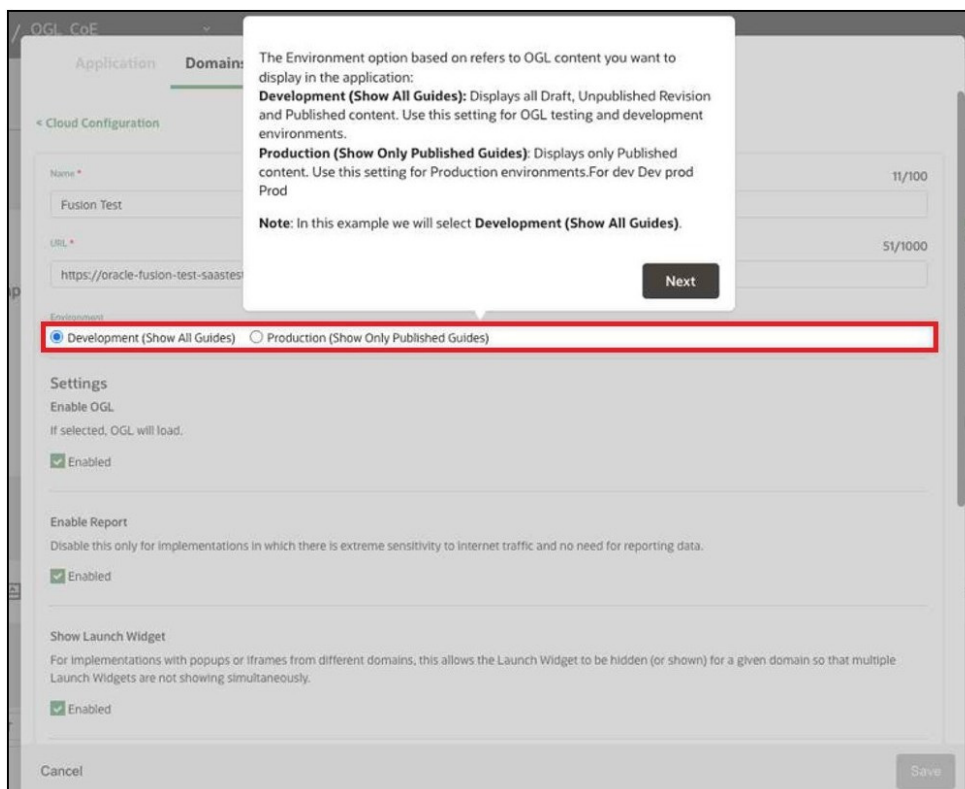 / OGL_CoE
Application Domains
< Cloud Configuration
The Environment option based on refers to OGL content you want to
display in the application:
Development (Show All Guides): Displays all Draft, Unpublished Revision
and Published content. Use this setting for OGL testing and development
environments.
Production (Show Only Published Guides): Displays only Published
content. Use this setting for Production environments.For dev Dev prod
Prod
Note: In this example we will select Development (Show All Guides).
Next
Name *
11/100
Fusion Test
URL *
51/1000
https://oracle-fusion-test-saastes
Environment
Development (Show All Guides) Production (Show Only Published Guides)
Settings
Enable OGL
If selected, OGL will load.
Enabled
Enable Report
Disable this only for implementations in which there is extreme sensitivity to internet traffic and no need for reporting data.
Enabled
Show Launch Widget
For implementations with popups or iframes from different domains, this allows the Launch Widget to be hidden (or shown) for a given domain so that multiple
Launch Widgets are not showing simultaneously.
Enabled
Cancel
Save